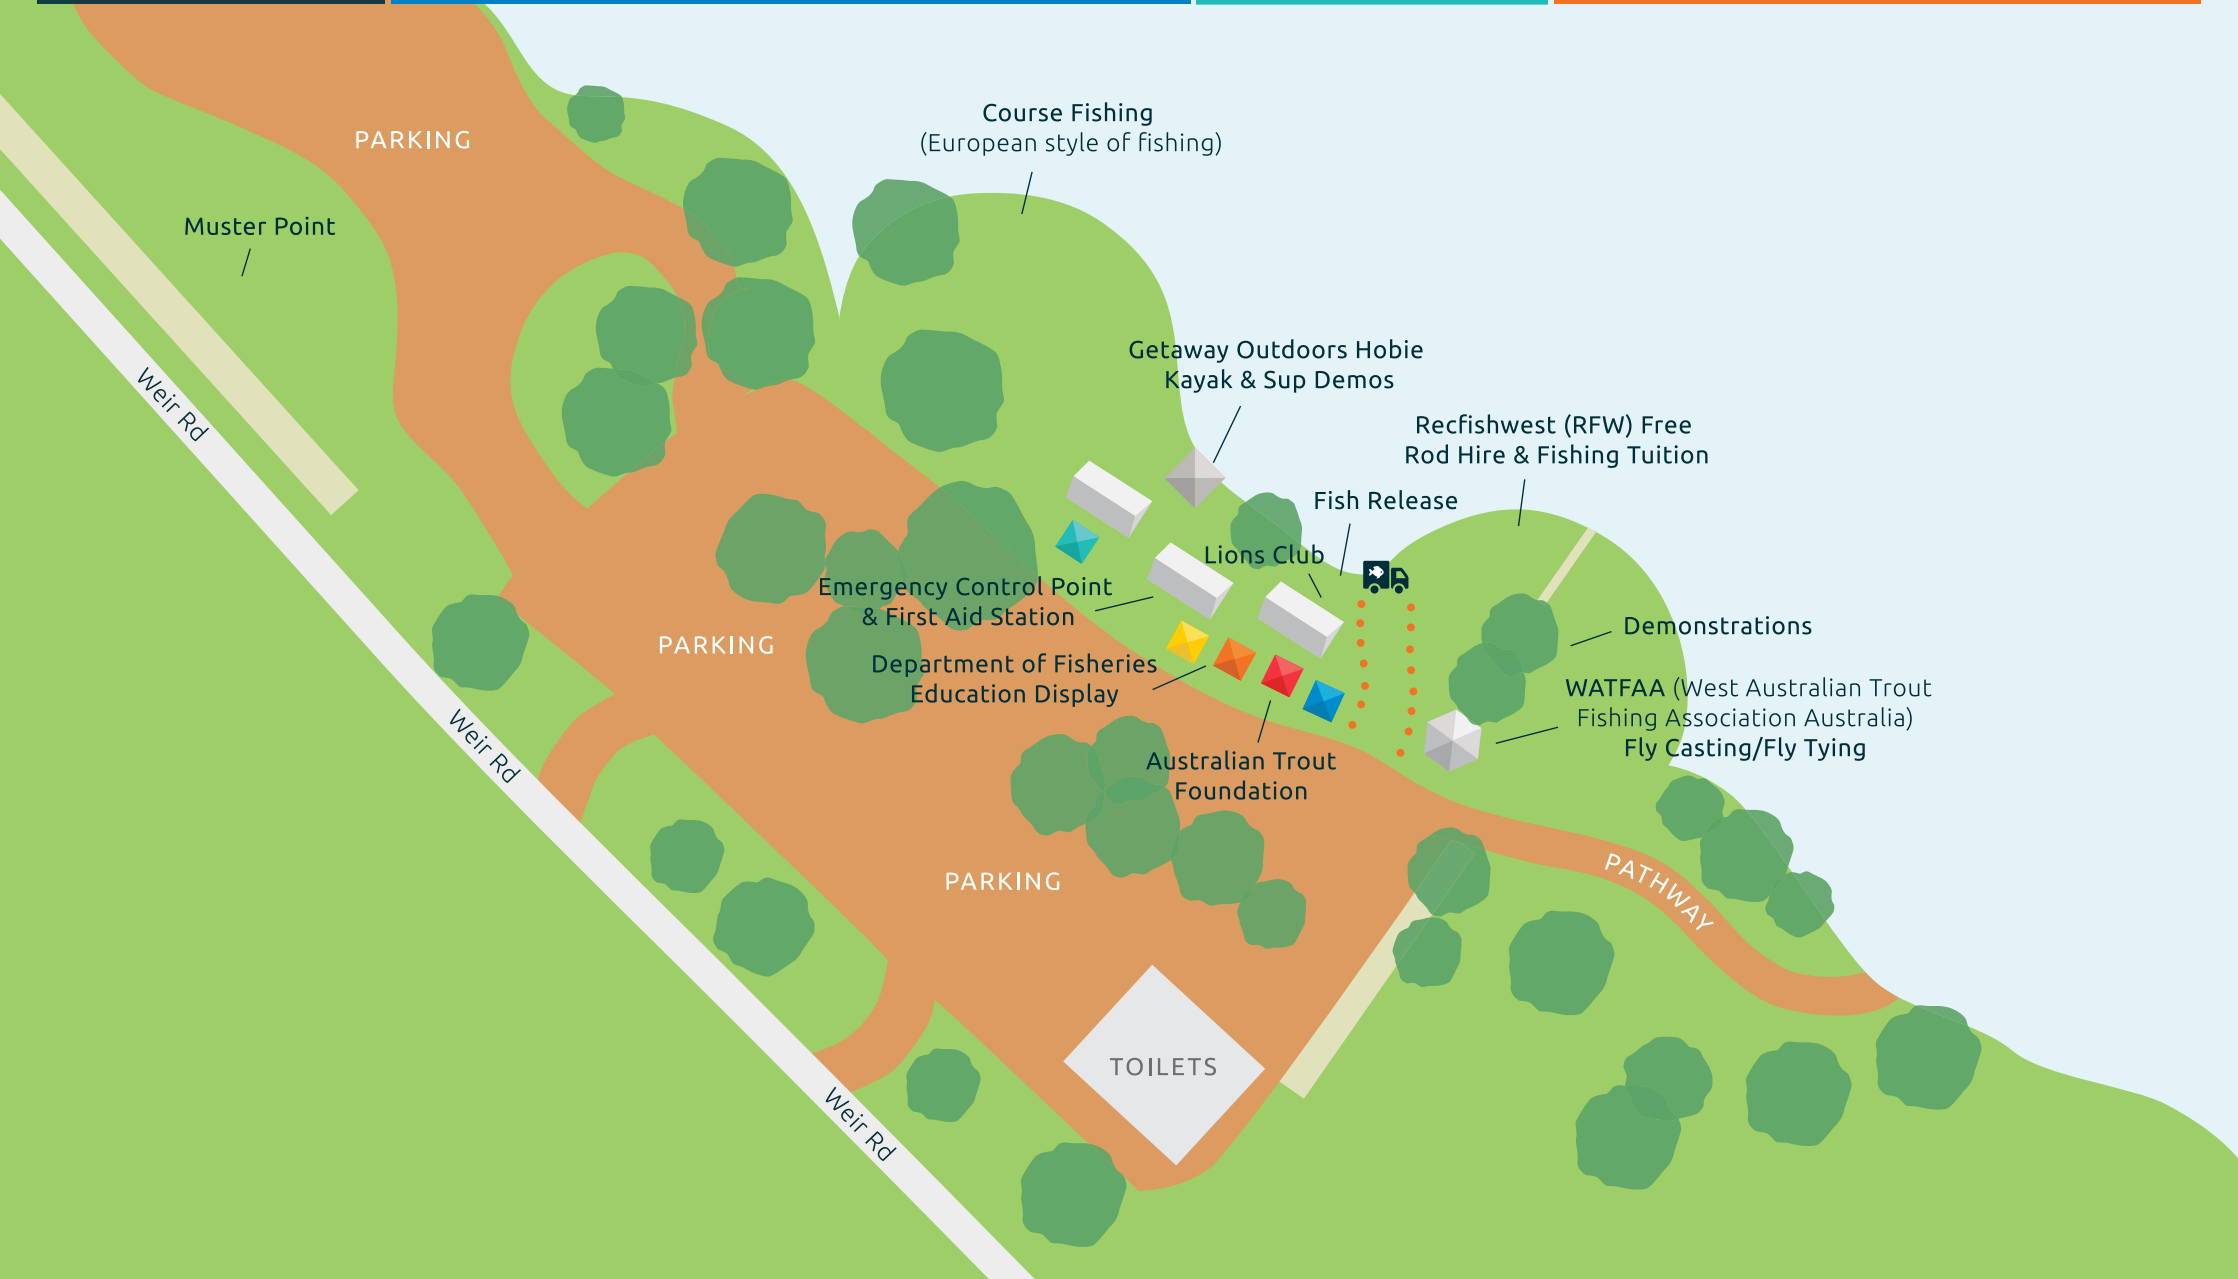 Course Fishing
(European style of fishing)
PARKING
Muster Point
Getaway Outdoors Hobie
Kayak & Sup Demos
Weir Rd
Recfishwest (RFW) Free
Rod Hire & Fishing Tuition
Fish Release
Lions Club
Emergency Control Point
& First Aid Station
Demonstrations
PARKING
Department of Fisheries
Education Display
WATFAA (West Australian Trout
Fishing Association Australia)
Fly Casting/Fly Tying
Weir Rd
Australian Trout
Foundation
PARKING
PATHWAY
TOILETS
Weir Rd